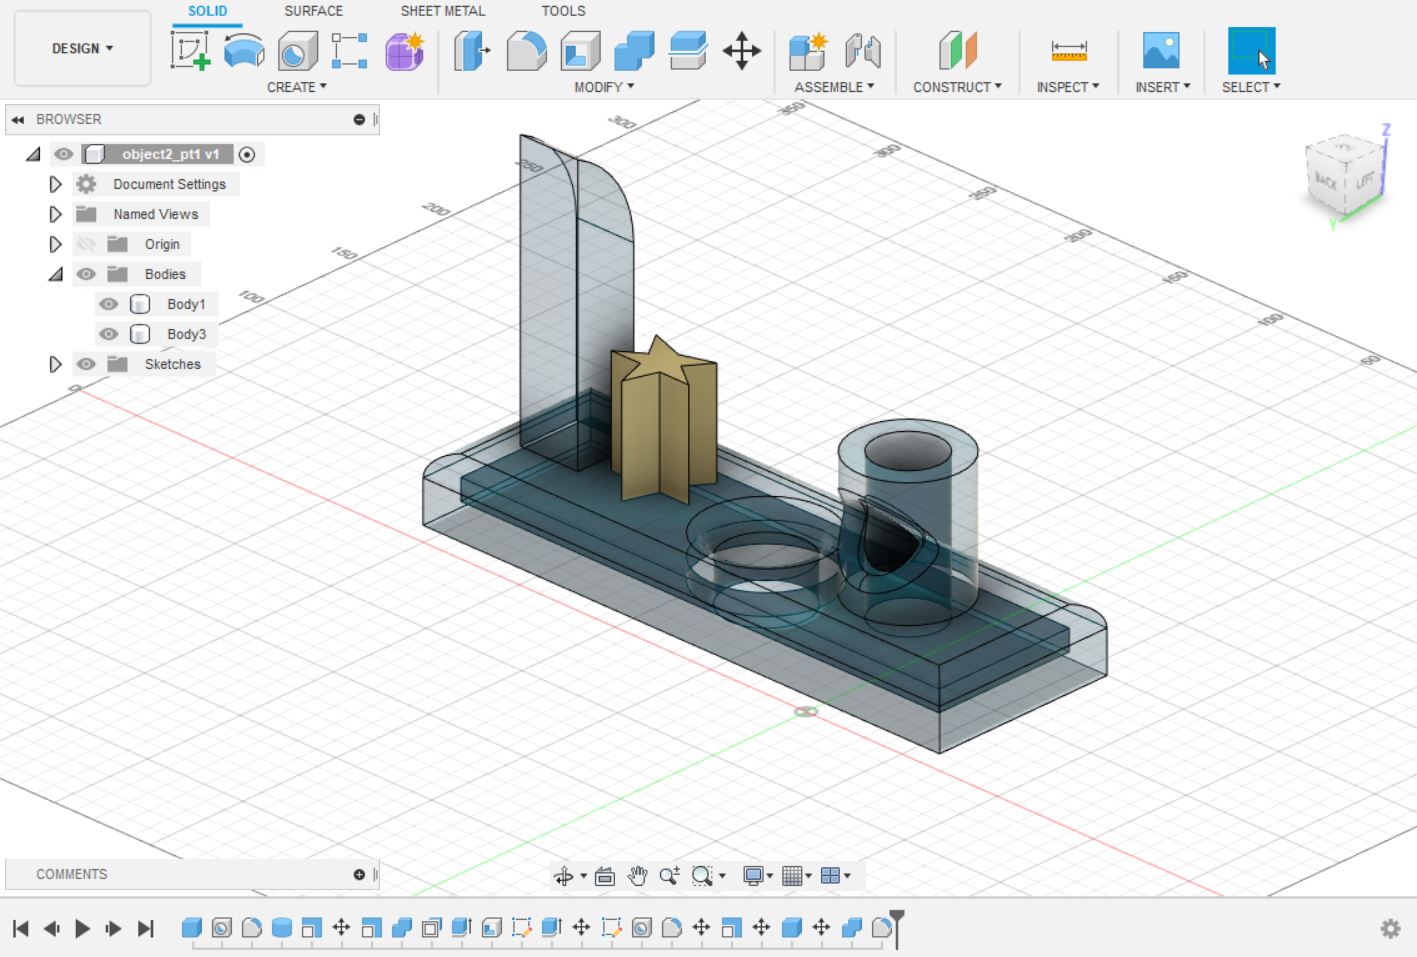 SOLID SURFACE SHEET METAL TOOLS
DESIGN
CREATE MODIFY ASSEMBLE CONSTRUCT INSPECT INSERT SELECT
BROWSER
object2_pt1 v1
Document Settings
Named Views
Origin
Bodies
Body1
Body3
Sketches
0
100
150
200
250
300
350
300
250
200
150
100
50
Z
BACK
LEFT
Y
COMMENTS